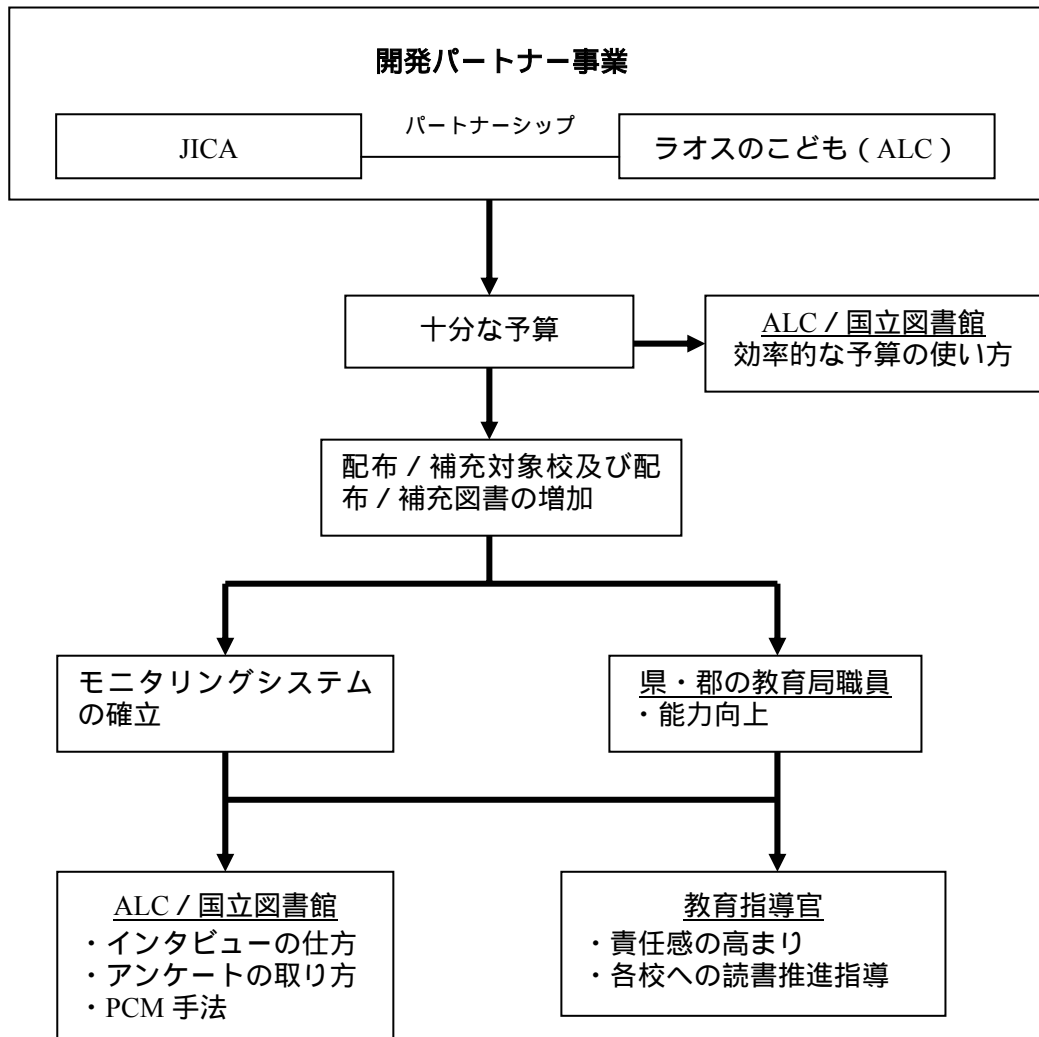 開発パートナー事業
パートナーシップ
JICA
ラオスのこども(ALC)
十分な予算
ALC/国立図書館
効率的な予算の使い方
配布/補充対象校及び配
布/補充図書の増加
モニタリングシステム
の確立
県・郡の教育局職員
・能力向上
ALC/国立図書館
・インタビューの仕方
・アンケートの取り方
・PCM 手法
教育指導官
・責任感の高まり
・各校への読書推進指導